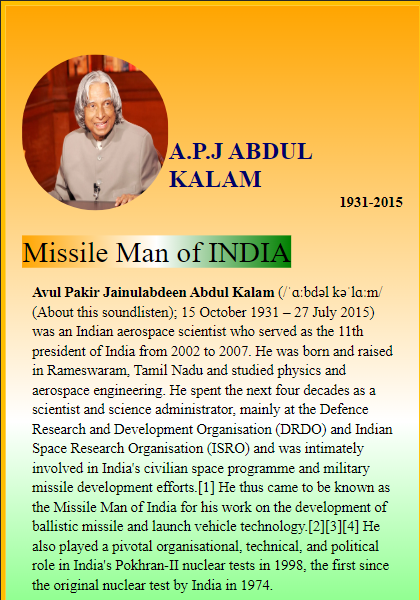 A.P.J ABDUL
KALAM
1931-2015
Missile Man of INDIA
Avul Pakir Jainulabdeen Abdul Kalam (/ˈɑːbdəl kəˈlɑːm/
(About this soundlisten); 15 October 1931 – 27 July 2015)
was an Indian aerospace scientist who served as the 11th
president of India from 2002 to 2007. He was born and raised
in Rameswaram, Tamil Nadu and studied physics and
aerospace engineering. He spent the next four decades as a
scientist and science administrator, mainly at the Defence
Research and Development Organisation (DRDO) and Indian
Space Research Organisation (ISRO) and was intimately
involved in India's civilian space programme and military
missile development efforts.[1] He thus came to be known as
the Missile Man of India for his work on the development of
ballistic missile and launch vehicle technology.[2][3][4] He
also played a pivotal organisational, technical, and political
role in India's Pokhran-II nuclear tests in 1998, the first since
the original nuclear test by India in 1974.